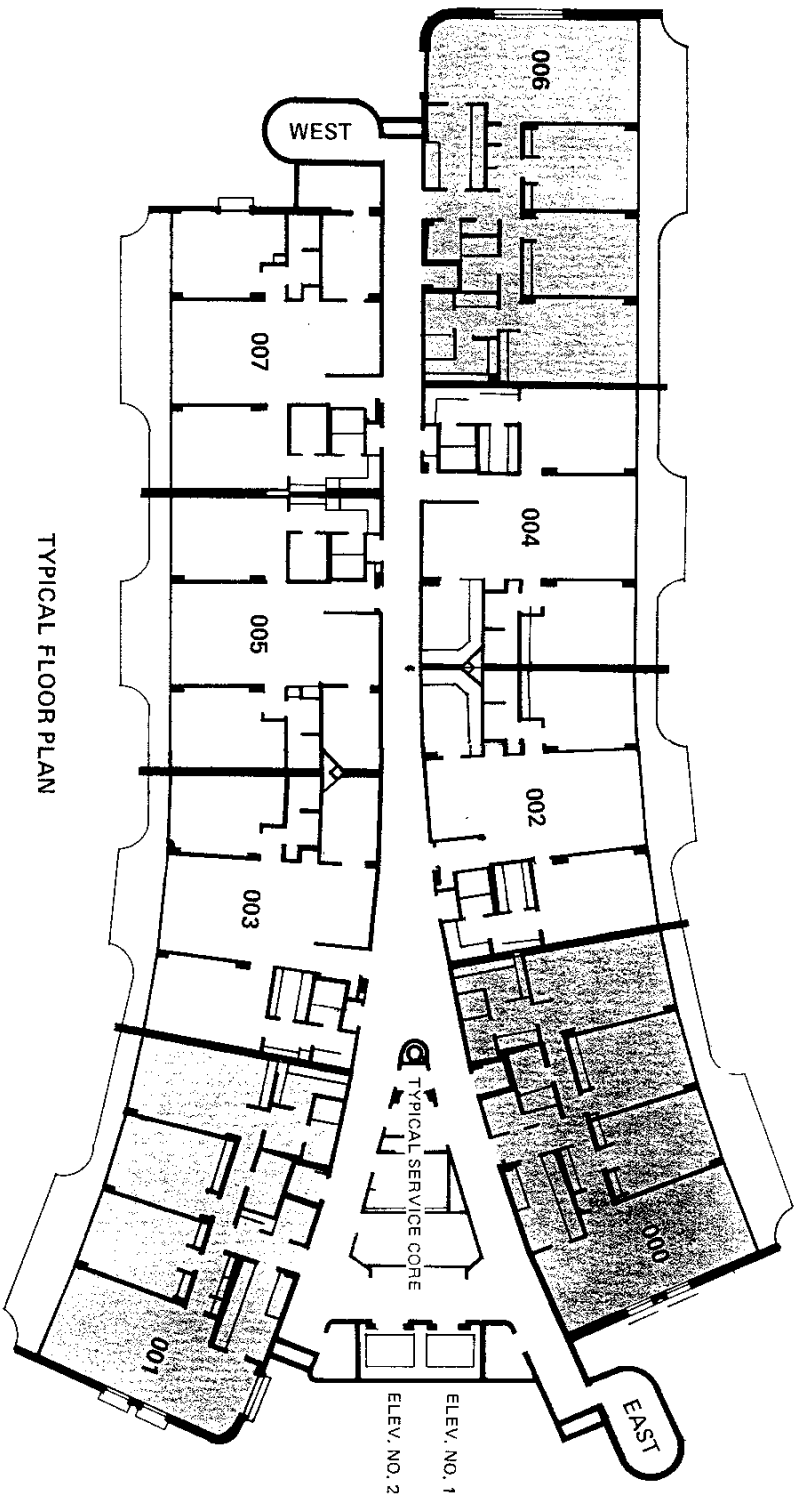 006
WEST
007
004
005
TYPICAL FLOOR PLAN
002
003
TYPICAL SERVICE CORE
000
001
ELEV. NO. 1
ELEV. NO. 2
EAST